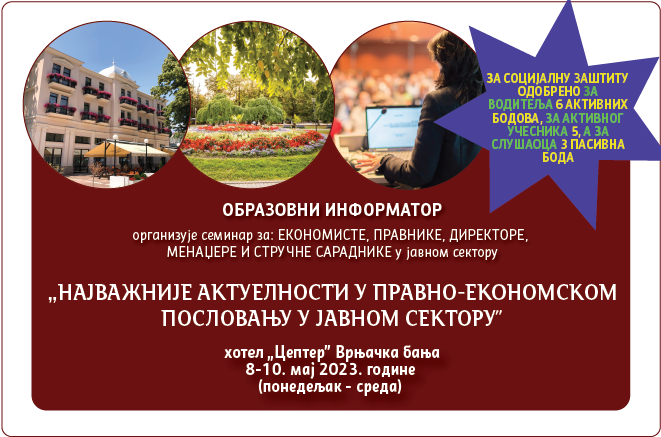 ЗА СОЦИЈАЛНУ ЗАШТИТУ
ОДОБРЕНО ЗА
ВОДИТЕЉА 6 АКТИВНИХ
БОДОВА, ЗА АКТИВНОГ
УЧЕСНИКА 5, А ЗА
СЛУШАОЦА 3 ПАСИВНА
БОДА
ОБРАЗОВНИ ИНФОРМАТОР
организује семинар за: ЕКОНОМИСТЕ, ПРАВНИКЕ, ДИРЕКТОРЕ,
МЕНАЏЕРЕ И СТРУЧНЕ САРАДНИКЕ у јавном сектору
„НАЈВАЖНИЈЕ АКТУЕЛНОСТИ У ПРАВНО-ЕКОНОМСКОМ
ПОСЛОВАЊУ У ЈАВНОМ СЕКТОРУ”
хотел „Цептер” Врњачка бања
8-10. мај 2023. године
(понедељак - среда)